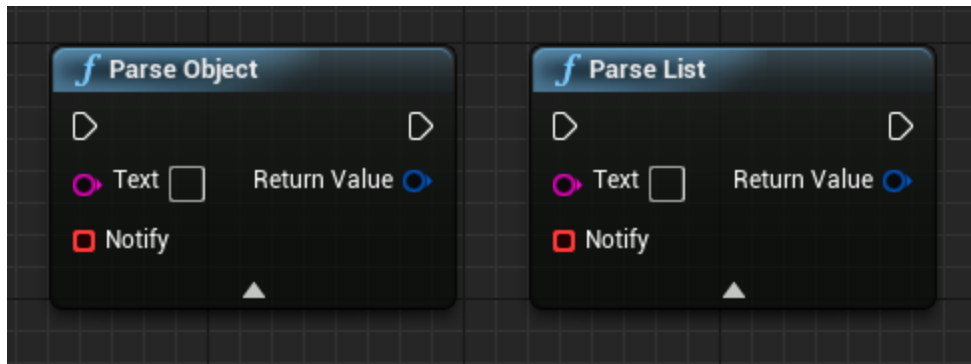 f Parse Object
Text
Return Value
Notify
f Parse List
Text
Return Value
Notify